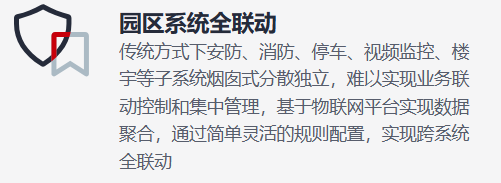 园区系统全联动
传统方式下安防、消防、停车、视频监控、楼
宇等子系统烟囱式分散独立，难以实现业务联
动控制和集中管理，基于物联网平台实现数据
聚合，通过简单灵活的规则配置，实现跨系统
全联动